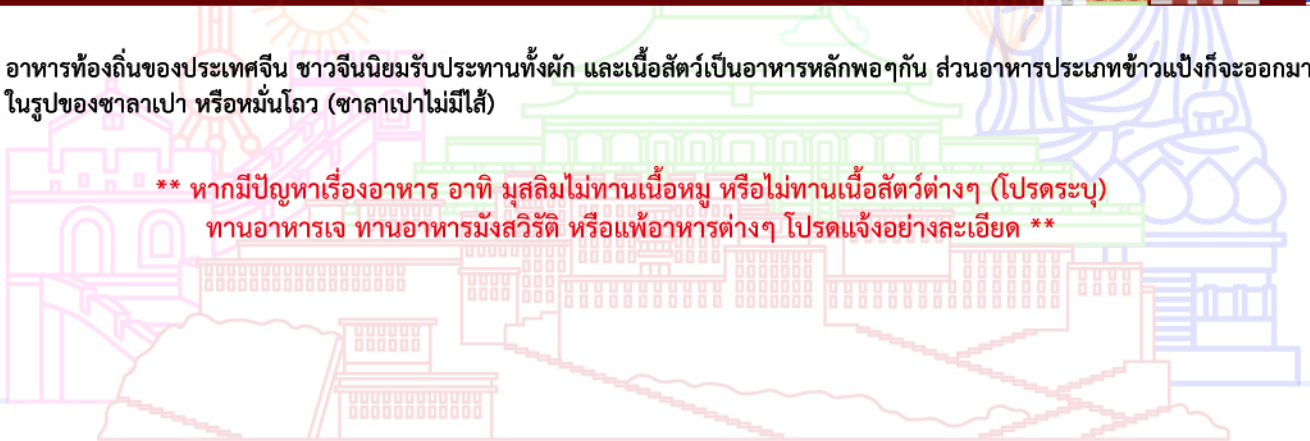 อาหารท้องถิ่นของประเทศจีน ชาวจีนนิยมรับประทานทั้งผัก และเนื้อสัตว์เป็นอาหารหลักพอๆกัน ส่วนอาหารประเภทข้าวแป้งก็จะออกมา
ในรูปของซาลาเปา หรือหมั่นโถว (ซาลาเปาไม่มีไส้)
** หากมีปัญหาเรื่องอาหาร อาทิ มุสลิมไม่ทานเนื้อหมู หรือไม่ทานเนื้อสัตว์ต่างๆ (โปรดระบุ)
ทานอาหารเจ ทานอาหารมังสวิรัติ หรือแพ้อาหารต่างๆ โปรดแจ้งอย่างละเอียด **